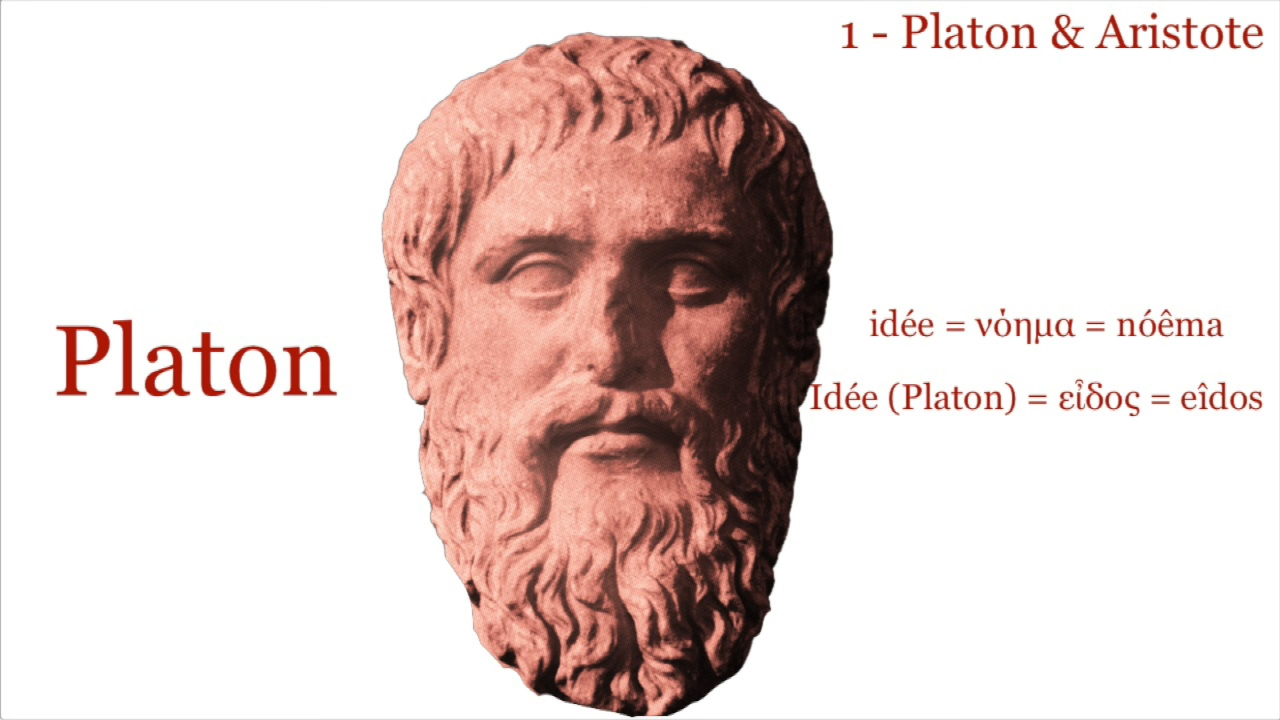 1 - Platon & Aristote
Platon
idée = νόημα = nóêma
Idée (Platon) = εἶδος = eîdos